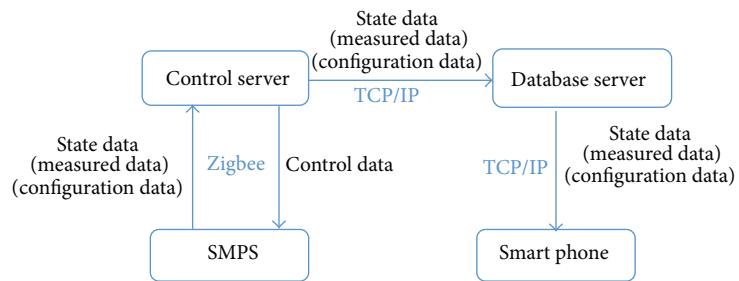 State data
(measured data)
(configuration data)
Control server
Database server
TCP/IP
State data
(measured data)
(configuration data)
Zigbee
Control data
TCP/IP
State data
(measured data)
(configuration data)
SMPS
Smart phone